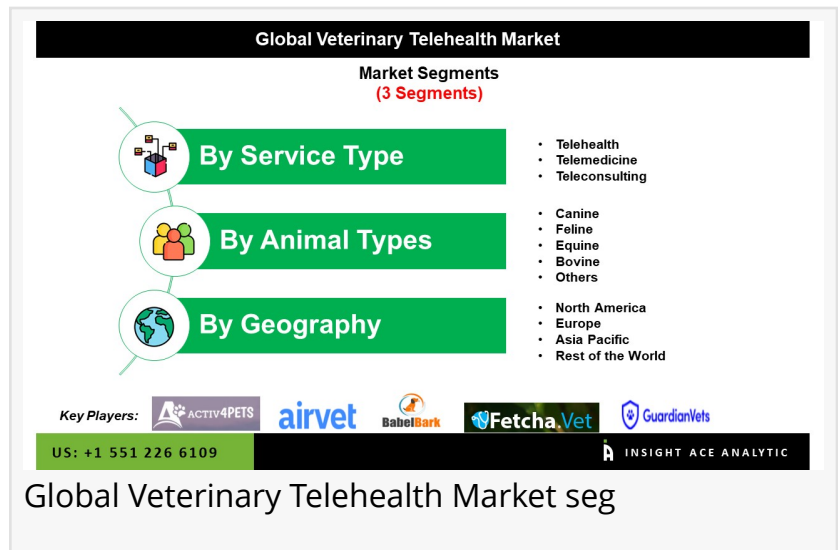 Global Veterinary Telehealth Market
Market Segments
(3 Segments)
By Service Type
• Telehealth
• Telemedicine
• Teleconsulting
By Animal Types
• Canine
• Feline
• Equine
• Bovine
• Others
By Geography
• North America
• Europe
• Asia Pacific
• Rest of the World
Key Players: ACTIV4PETS airvet BabelBark Fetcha.Vet GuardianVets
US: +1 551 226 6109 INSIGHT ACE ANALYTIC
Global Veterinary Telehealth Market seg